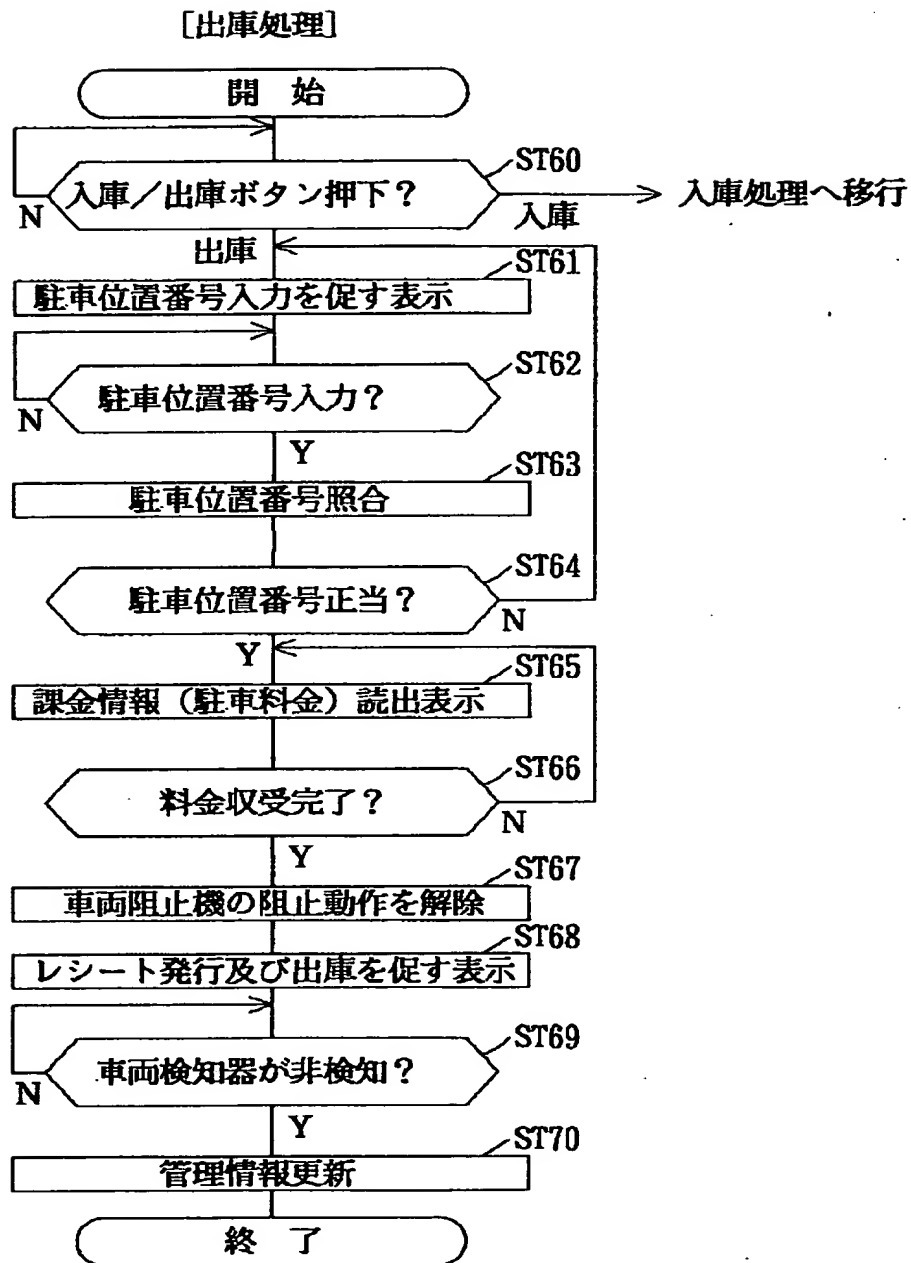 [出庫処理]
開 始
ST60
入庫／出庫ボタン押下？
N
入庫
入庫処理へ移行
出庫
ST61
駐車位置番号入力を促す表示
ST62
駐車位置番号入力？
N
Y
ST63
駐車位置番号照合
ST64
駐車位置番号正当？
N
Y
ST65
課金情報（駐車料金）読出表示
ST66
料金収受完了？
N
Y
ST67
車両阻止機の阻止動作を解除
ST68
レシート発行及び出庫を促す表示
ST69
車両検知器が非検知？
N
Y
ST70
管理情報更新
終 了